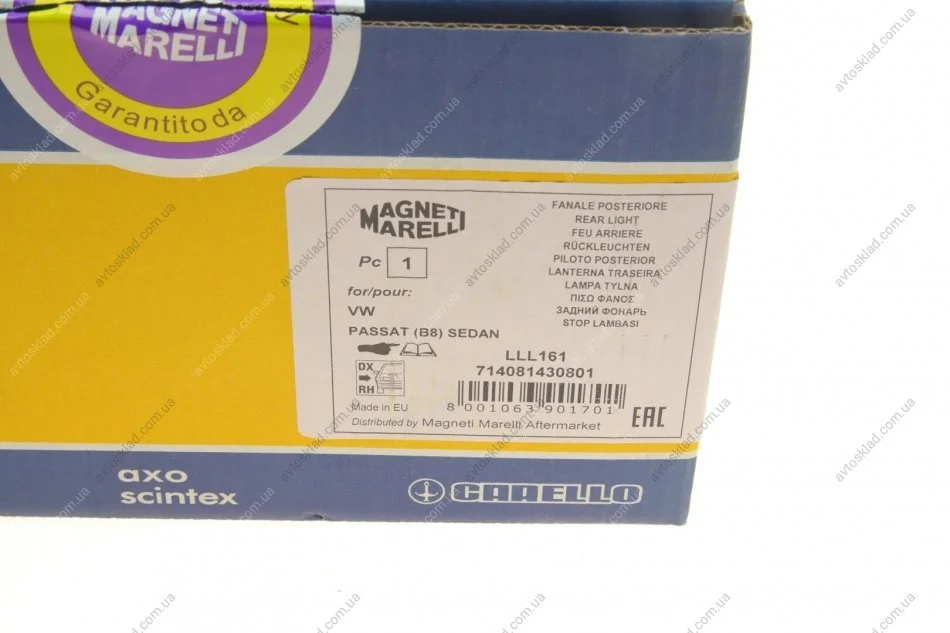 MAGNETI
MARELLI
Garantito da
MAGNETI
MARELLI
Pc 1
for/pour:
VW
PASSAT (B8) SEDAN
FANALE POSTERIORE
REAR LIGHT
FEU ARRIERE
RÜCKLEUCHTEN
PILOTO POSTERIOR
LANTERNA TRASEIRA
LAMPA TYLNA
ΠΙΣΩ ΦΑΝΟΣ
ЗАДНИЙ ФОНАРЬ
STOP LAMBASI
LLL161
714081430801
DX
RH
8 001063 901701
Made in EU
EAC
Distributed by Magneti Marelli Aftermarket
axo
scintex
CARELLO
avtosklad.com.ua